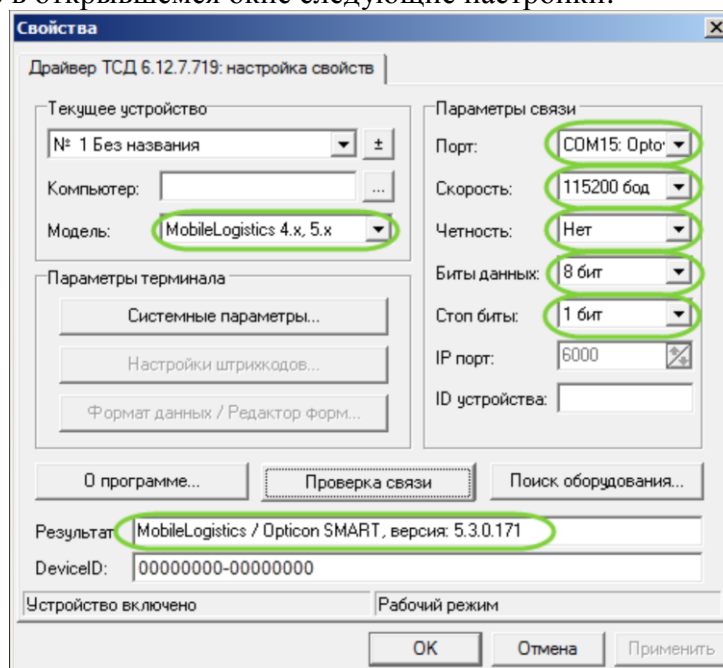 в открывшемся окне следующие настройки:
Свойства
Драйвер ТСД 6.12.7.719: настройка свойств
Текущее устройство
№ 1 Без названия
±
Компьютер:
...
Модель:
MobileLogistics 4.x, 5.x
Параметры терминала
Системные параметры...
Настройки штрихкодов...
Формат данных / Редактор форм...
Параметры связи
Порт:
COM15: Opto
Скорость:
115200 бод
Четность:
Нет
Биты данных:
8 бит
Стоп биты:
1 бит
IP порт:
6000
ID устройства:
О программе...
Проверка связи
Поиск оборудования...
Результат
MobileLogistics / Opticon SMART, версия: 5.3.0.171
DeviceID:
00000000-00000000
Устройство включено
Рабочий режим
OK
Отмена
Применить